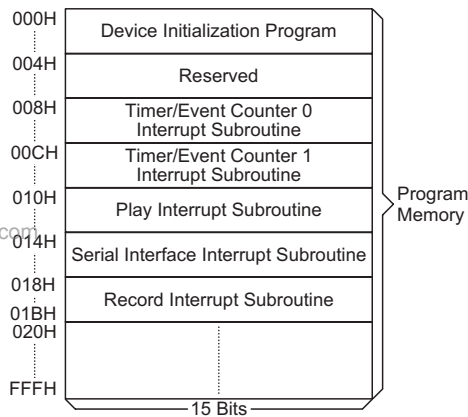 000H
Device Initialization Program
004H
Reserved
008H
Timer/Event Counter 0
Interrupt Subroutine
00CH
Timer/Event Counter 1
Interrupt Subroutine
010H
Play Interrupt Subroutine
Program
Memory
com
014H
Serial Interface Interrupt Subroutine
018H
Record Interrupt Subroutine
01BH
020H
FFFH
15 Bits